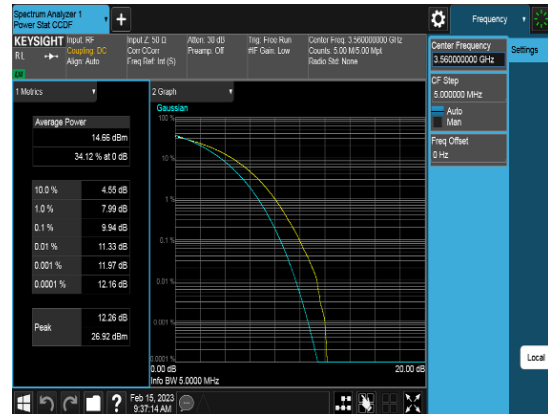 Spectrum Analyzer 1
Power Stat CCDF
Frequency
KEYSIGHT
Input: RF
Coupling: DC
Align: Auto
Input Z: 50 Ω
Corr CCorr
Freq Ref: Int (S)
Atten: 30 dB
Preamp: Off
Trig: Free Run
#IF Gain: Low
Center Freq: 3.560000000 GHz
Counts: 5.00 M/5.00 Mpt
Radio Std: None
Center Frequency
3.560000000 GHz
Settings
CF Step
5.000000 MHz
Auto
Man
Freq Offset
0 Hz
1 Metrics
2 Graph
Gaussian
Average Power
14.66 dBm
34.12 % at 0 dB
10.0 % 4.55 dB
1.0 % 7.99 dB
0.1 % 9.94 dB
0.01 % 11.33 dB
0.001 % 11.97 dB
0.0001 % 12.16 dB
Peak 12.26 dB
26.92 dBm
100 %
10 %
1 %
0.1 %
0.01 %
0.001 %
0.0001 %
0.00 dB
20.00 dB
Info BW 5.0000 MHz
Local
Feb 15, 2023
9:37:14 AM